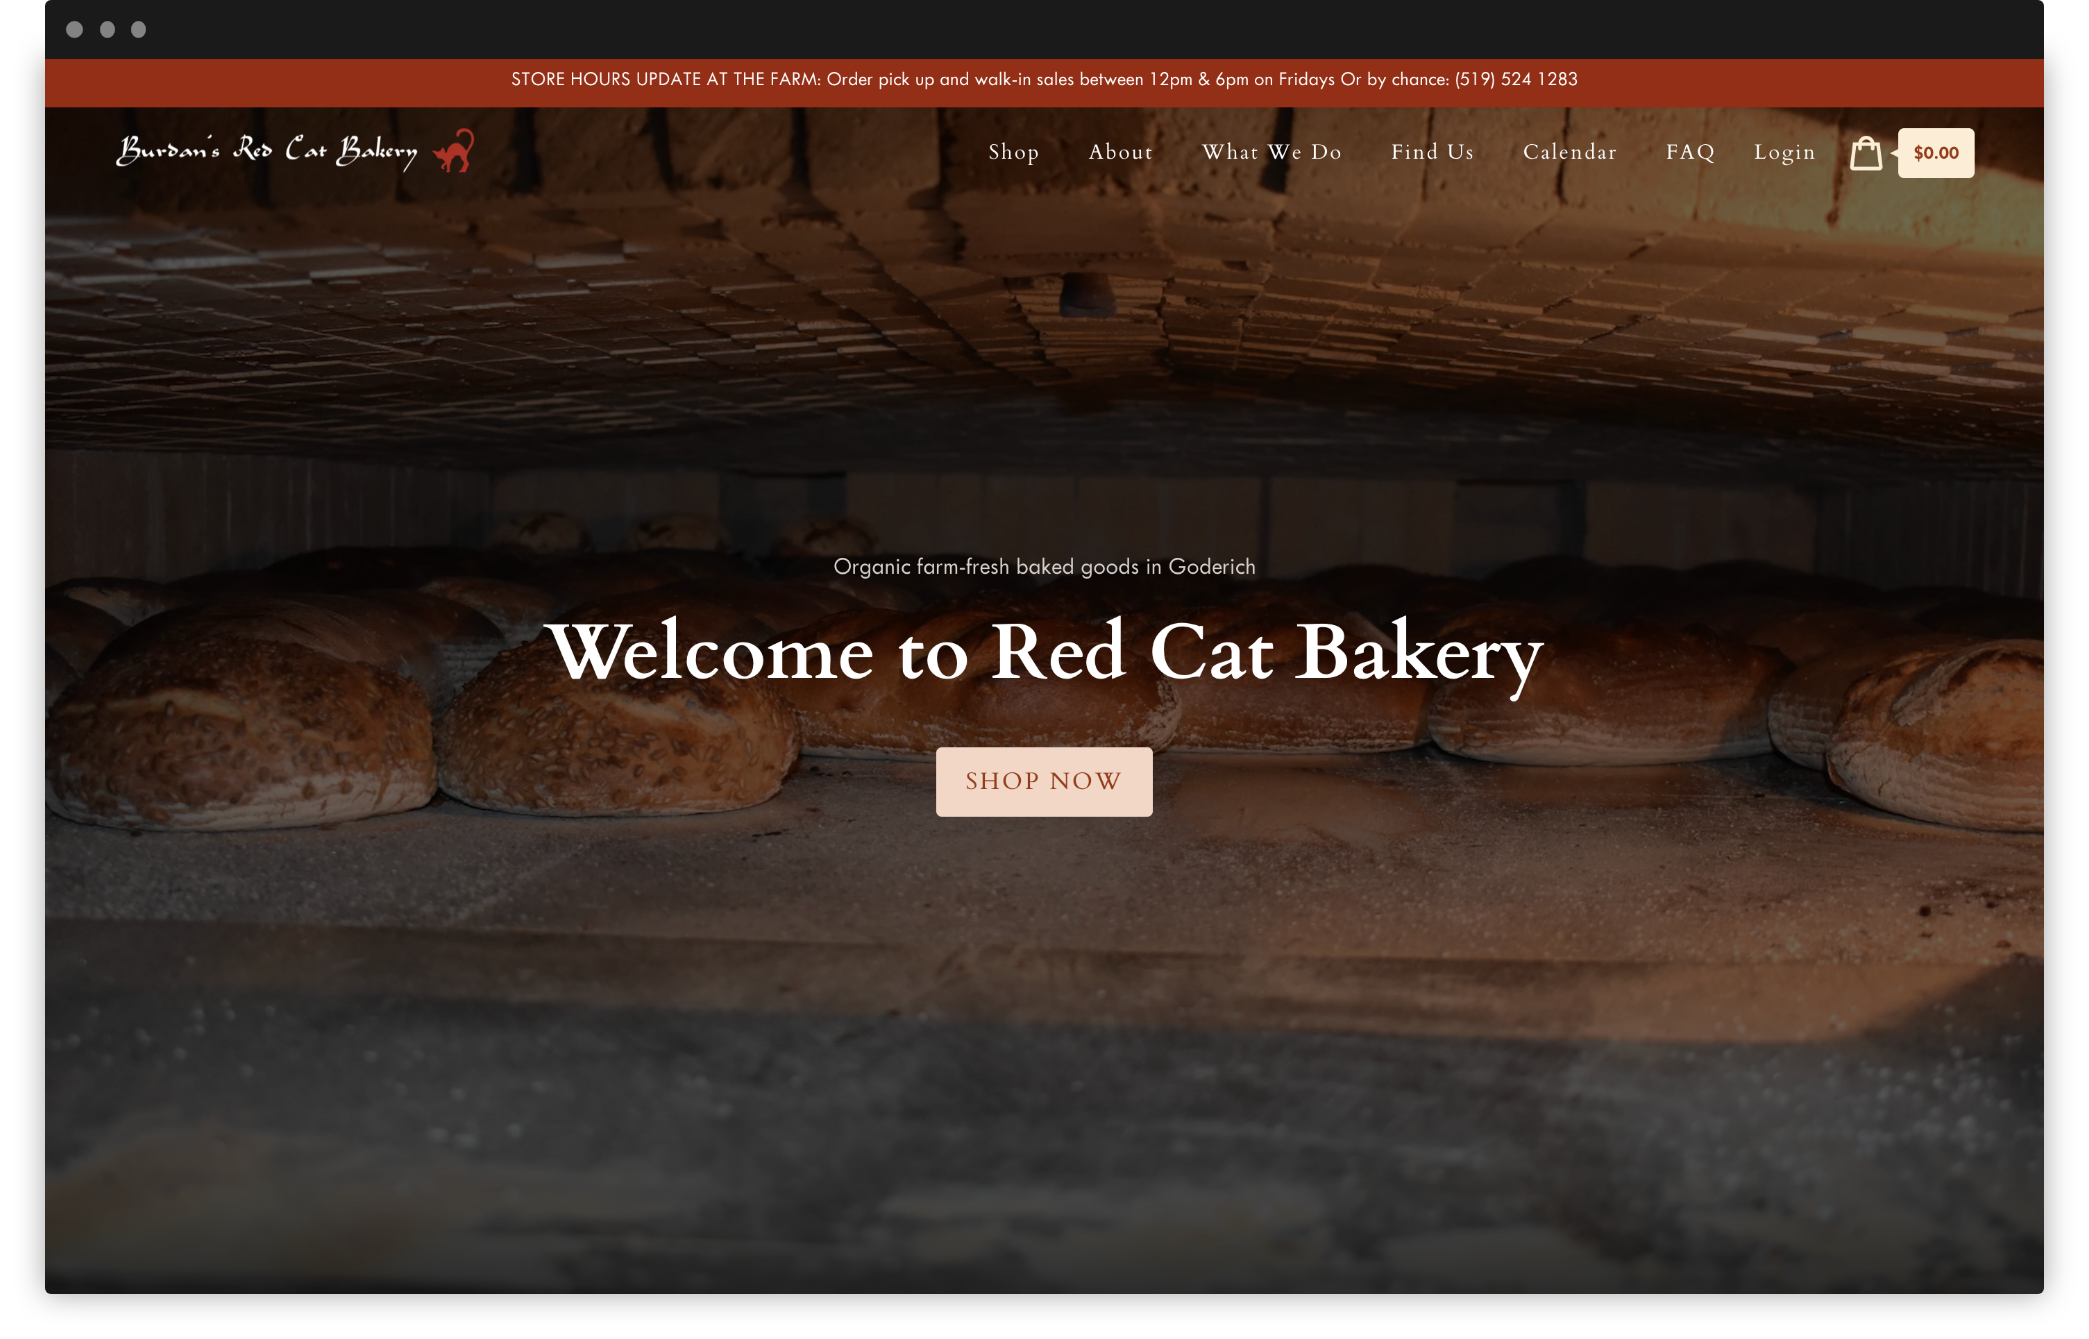 STORE HOURS UPDATE AT THE FARM: Order pick up and walk-in sales between 12pm & 6pm on Fridays Or by chance: (519) 524 1283
Burdan's Red Cat Bakery
Shop About What We Do Find Us Calendar FAQ Login $0.00
Organic farm-fresh baked goods in Goderich
Welcome to Red Cat Bakery
SHOP NOW